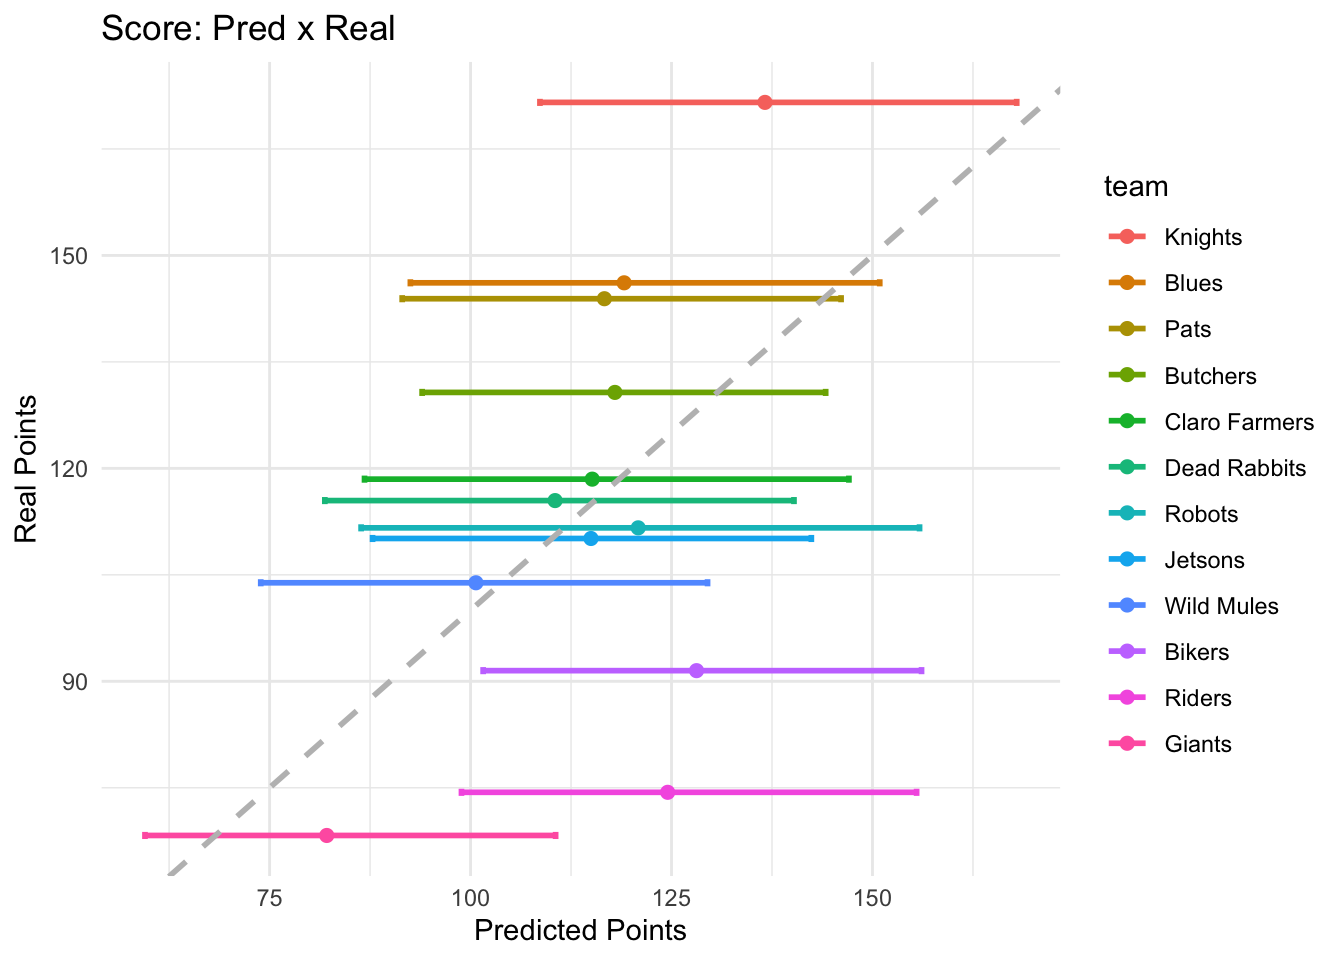 Score: Pred x Real
Real Points
150
120
90
75
100
125
150
Predicted Points
team
Knights
Blues
Pats
Butchers
Claro Farmers
Dead Rabbits
Robots
Jetsons
Wild Mules
Bikers
Riders
Giants